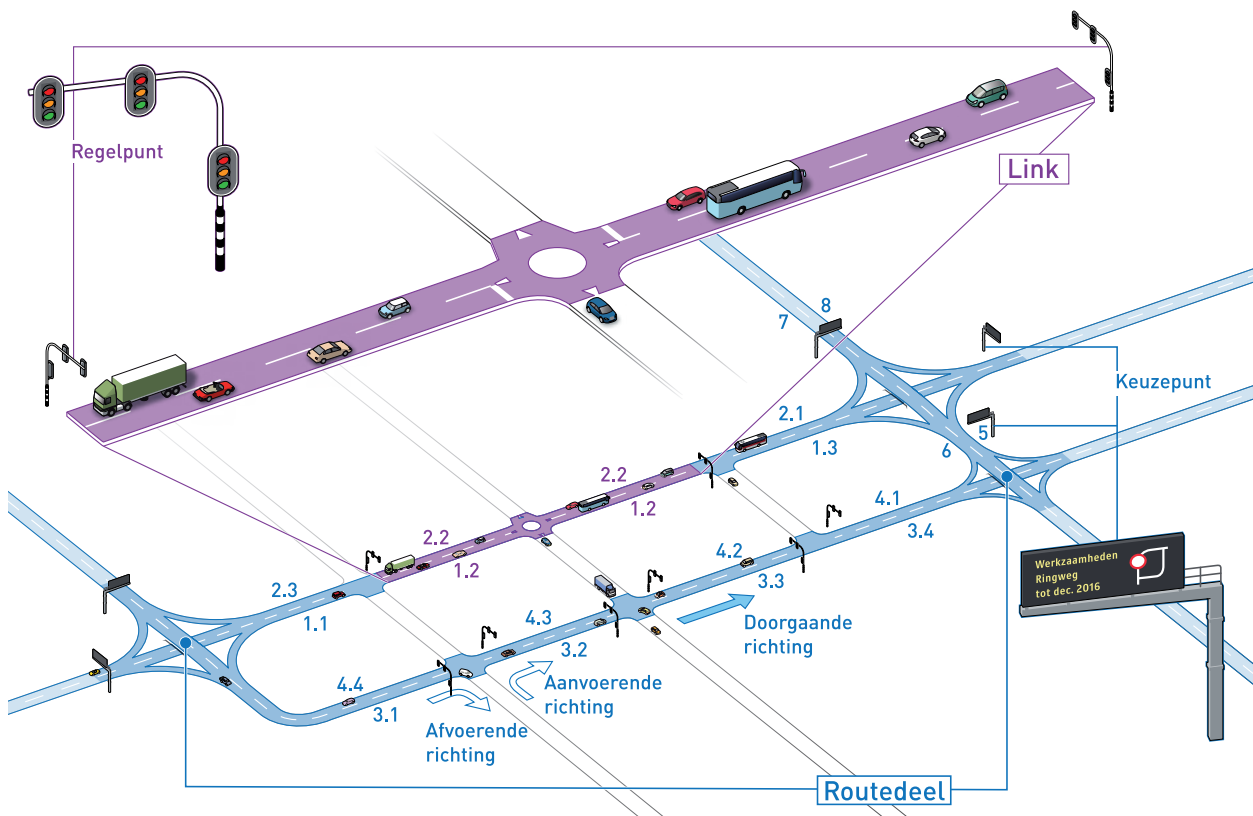 Regelpunt
Link
8
7
Keuzepunt
2.1
5
1.3
6
2.2
4.1
1.2
3.4
2.2
4.2
1.2
3.3
Werkzaamheden
Ringweg
tot dec. 2016
2.3
1.1
4.3
3.2
Doorgaande
richting
4.4
3.1
Aanvoerende
richting
Afvoerende
richting
Routedeel